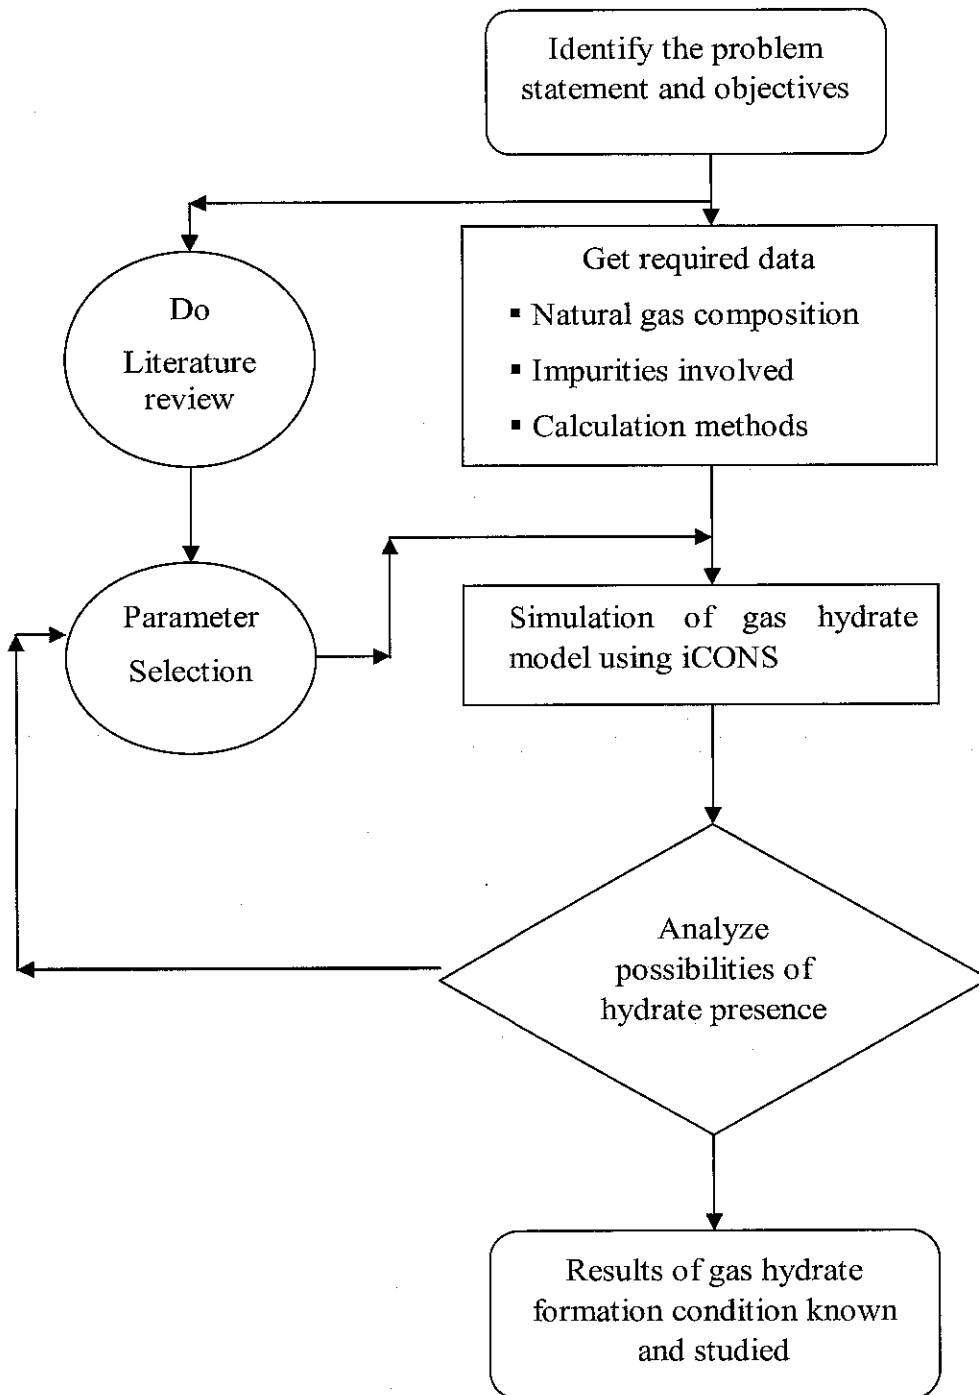 Identify the problem
statement and objectives
Get required data
▪ Natural gas composition
▪ Impurities involved
▪ Calculation methods
Do
Literature
review
Parameter
Selection
Simulation of gas hydrate
model using iCONS
Analyze
possibilities of
hydrate presence
Results of gas hydrate
formation condition known
and studied